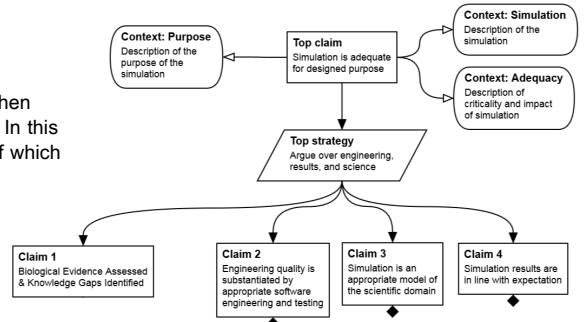 Context: Purpose
Description of the
purpose of the
simulation
Top claim
Simulation is adequate
for designed purpose
Context: Simulation
Description of the
simulation
Context: Adequacy
Description of
criticality and impact
of simulation
hen
In this
f which
Top strategy
Argue over engineering,
results, and science
Claim 1
Biological Evidence Assessed
& Knowledge Gaps Identified
Claim 2
Engineering quality is
substantiated by
appropriate software
engineering and testing
Claim 3
Simulation is an
appropriate model of
the scientific domain
Claim 4
Simulation results are
in line with expectation